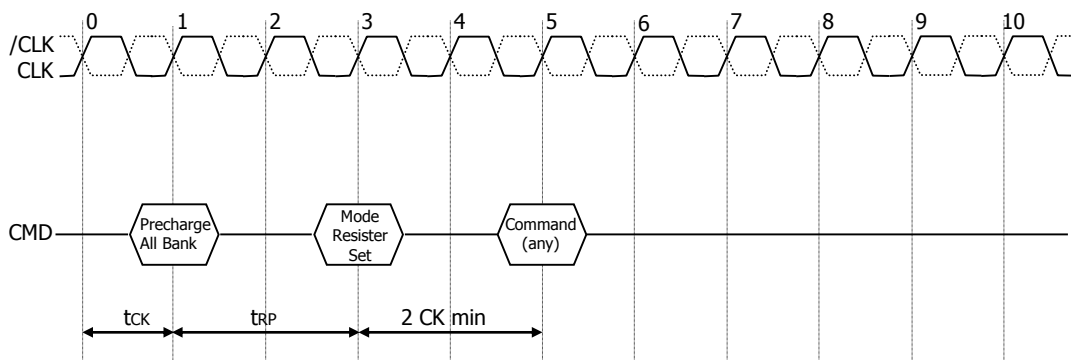 0 1 2 3 4 5 6 7 8 9 10
/CLK
CLK
CMD
Precharge
All Bank
Mode
Resister
Set
Command
(any)
tCK
tRP
2 CK min